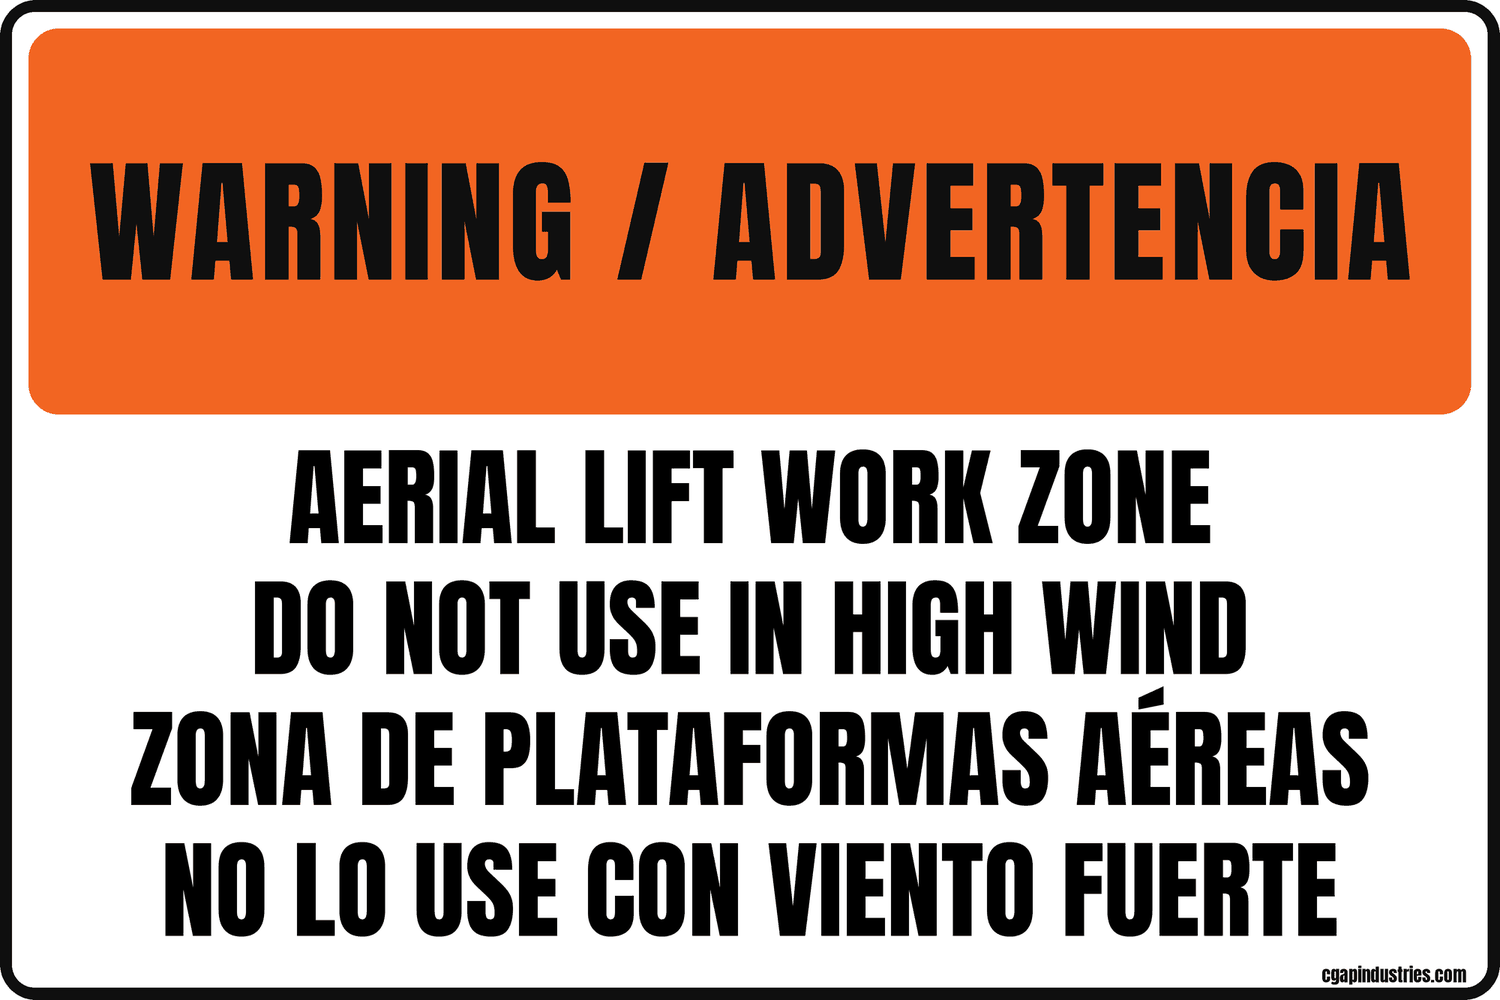 WARNING / ADVERTENCIA
AERIAL LIFT WORK ZONE
DO NOT USE IN HIGH WIND
ZONA DE PLATAFORMAS AÉREAS
NO LO USE CON VIENTO FUERTE
cgapindustries.com